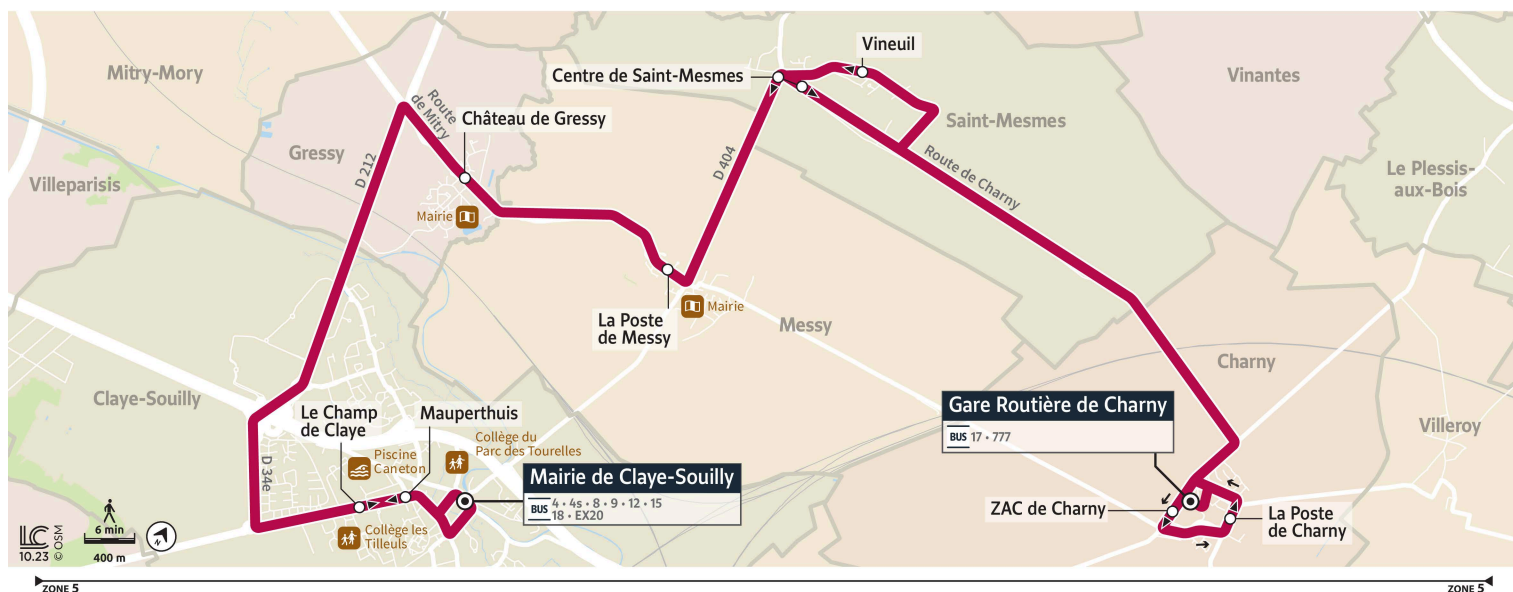 Mitry-Mory
Vineuil
Centre de Saint-Mesmes
Vinantes
Route
de Mitry
Château de Gressy
Saint-Mesmes
Gressy
D 212
D 404
Route de Charny
Le Plessis-
aux-Bois
Villeparisis
Mairie
Mairie
La Poste
de Messy
Messy
Charny
Claye-Souilly
Le Champ
de Claye
Mauperthuis
Gare Routière de Charny
BUS 17 • 777
Villeroy
Collège du
Parc des Tourelles
Piscine
Caneton
D 34e
Mairie de Claye-Souilly
BUS 4 • 4s • 8 • 9 • 12 • 15
18 • EX20
ZAC de Charny
La Poste
de Charny
Collège les
Tilleuls
LC
10.23
© OSM
6 min
400 m
N
ZONE 5
ZONE 5